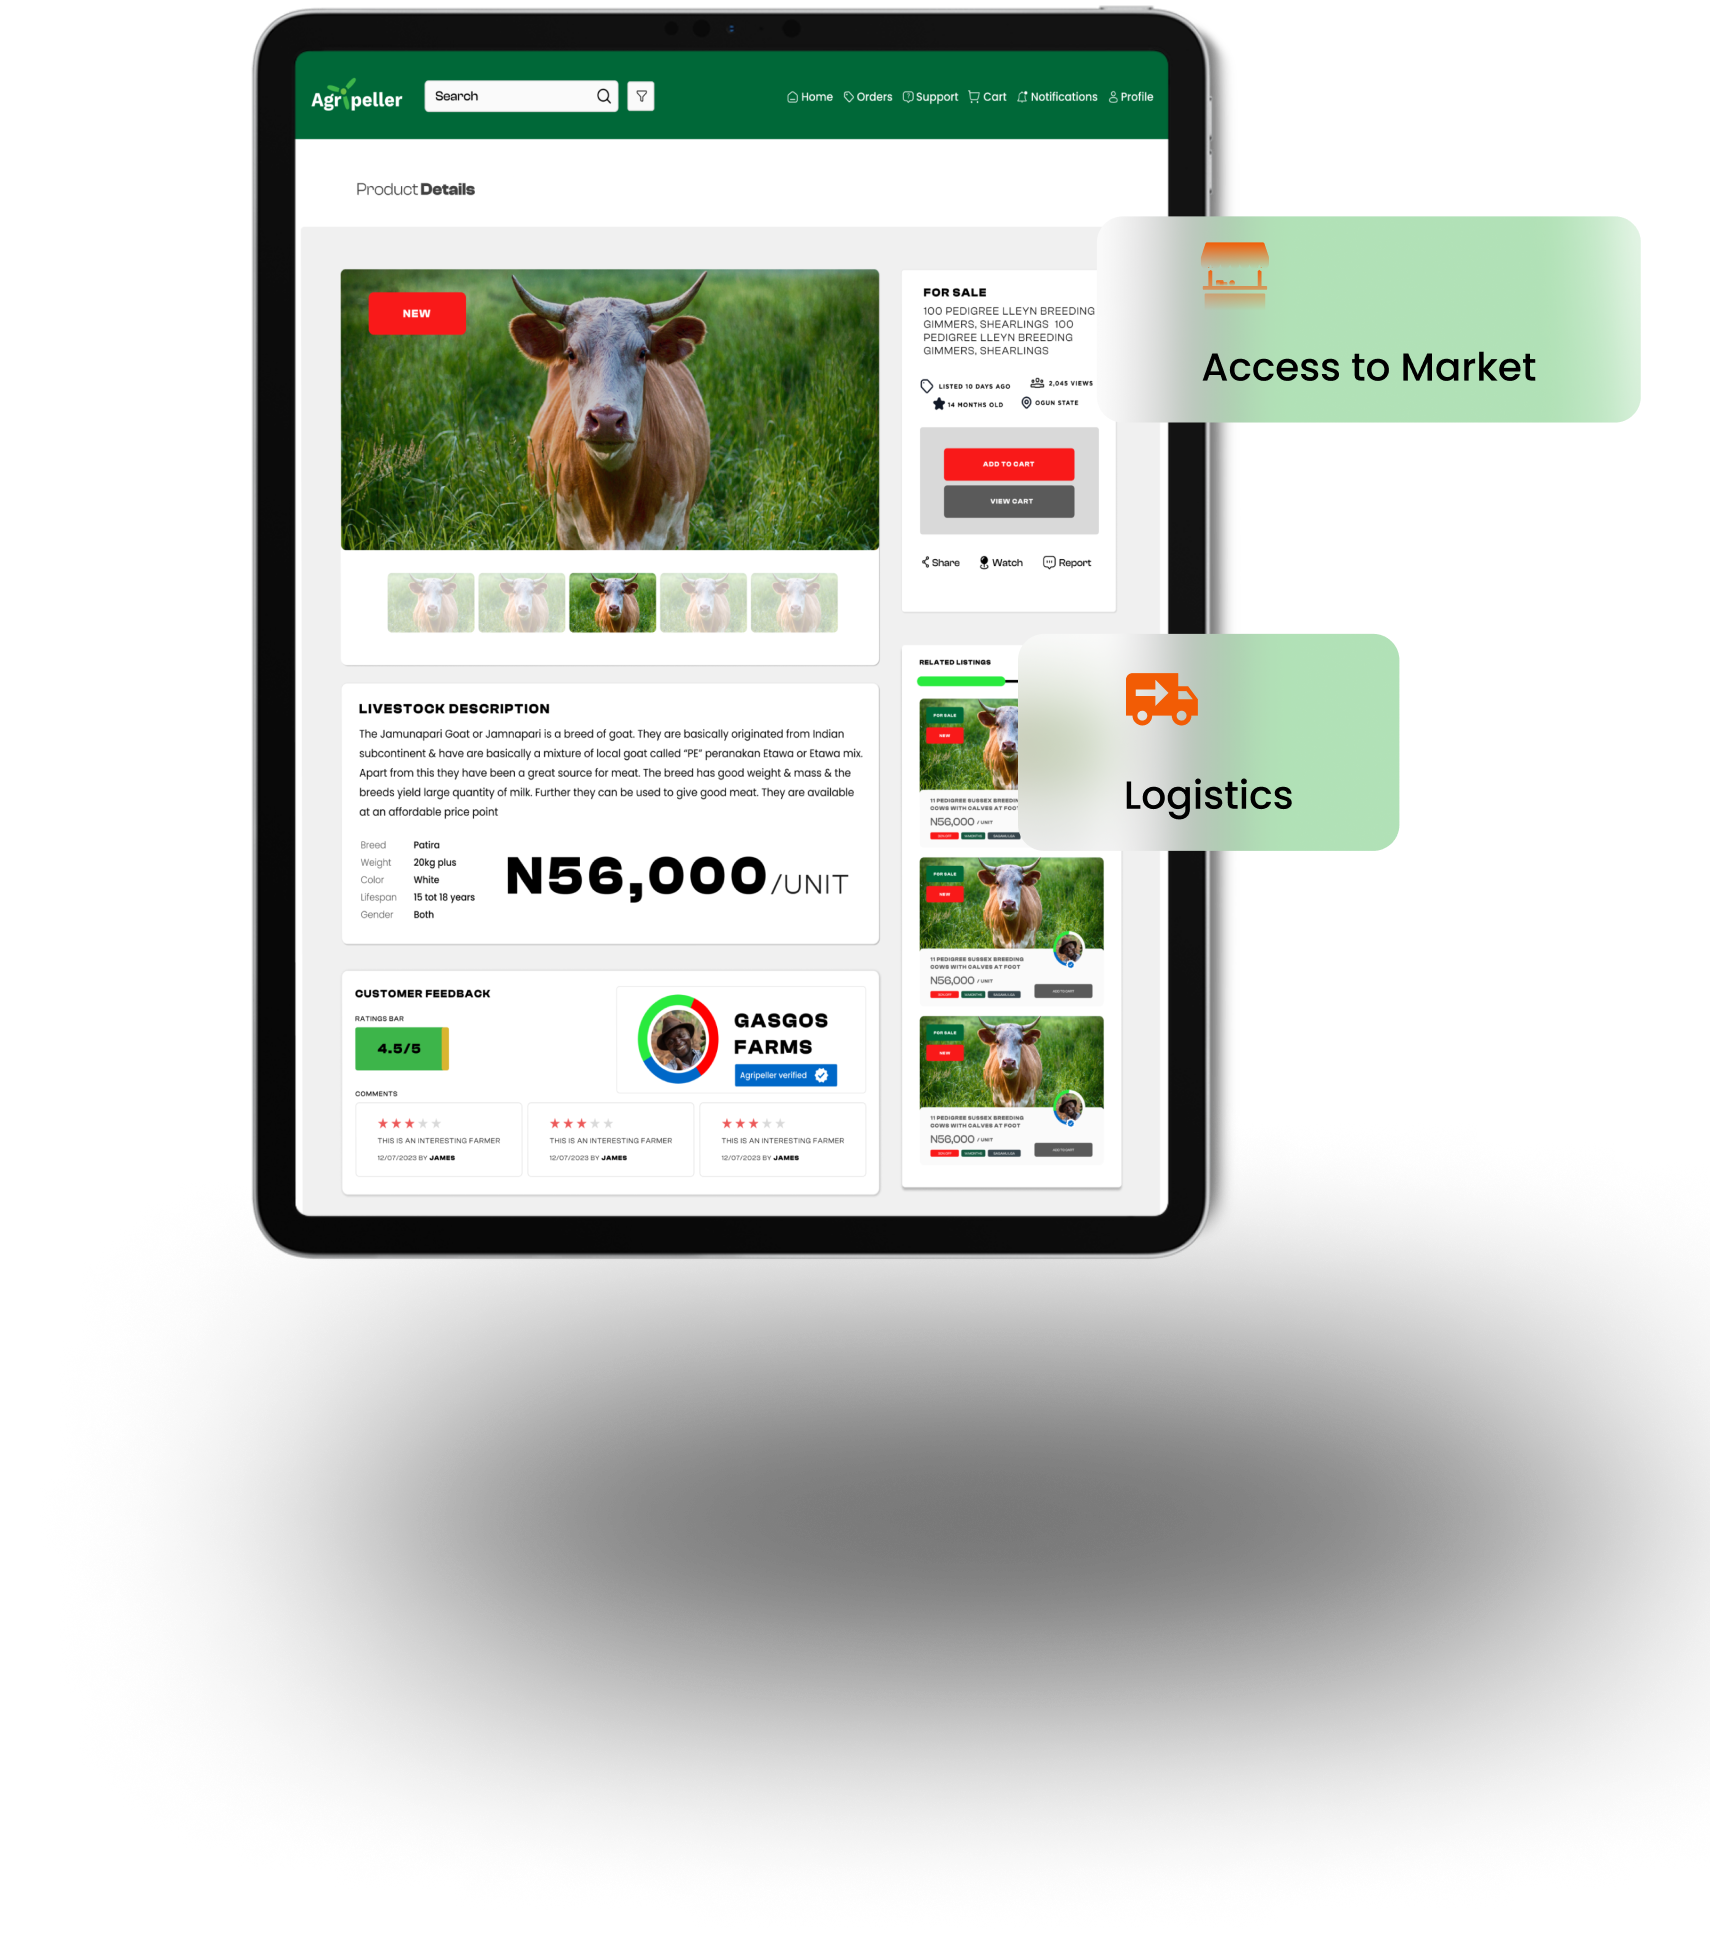 Agripeller
Search
Home
Orders
Support
Cart
Notifications
Profile
Product Details
NEW
FOR SALE
100 PEDIGREE LLEYN BREEDING
GIMMERS, SHEARLINGS 100
PEDIGREE LLEYN BREEDING
GIMMERS, SHEARLINGS
LISTED 10 DAYS AGO
2,045 VIEWS
14 MONTHS OLD
OGUN STATE
ADD TO CART
VIEW CART
Share
Watch
Report
Access to Market
LIVESTOCK DESCRIPTION
The Jamunapari Goat or Jamnapari is a breed of goat. They are basically originated from Indian
subcontinent & have are basically a mixture of local goat called “PE” peranakan Etawa or Etawa mix.
Apart from this they have been a great source for meat. The breed has good weight & mass & the
breeds yield large quantity of milk. Further they can be used to give good meat. They are available
at an affordable price point
Breed Patira
Weight 20kg plus
Color White
Lifespan 15 tot 18 years
Gender Both
N56,000/UNIT
RELATED LISTINGS
FOR SALE
NEW
11 PEDIGREE SUSSEX BREEDIN
COWS WITH CALVES AT FOOT
N56,000 / UNIT
Logistics
FOR SALE
NEW
11 PEDIGREE SUSSEX BREEDING
COWS WITH CALVES AT FOOT
N56,000 / UNIT
ADD TO CART
FOR SALE
NEW
11 PEDIGREE SUSSEX BREEDING
COWS WITH CALVES AT FOOT
N56,000 / UNIT
ADD TO CART
CUSTOMER FEEDBACK
RATINGS BAR
4.5/5
GASGOS
FARMS
Agripeller verified
COMMENTS
THIS IS AN INTERESTING FARMER
12/07/2023 BY JAMES
THIS IS AN INTERESTING FARMER
12/07/2023 BY JAMES
THIS IS AN INTERESTING FARMER
12/07/2023 BY JAMES